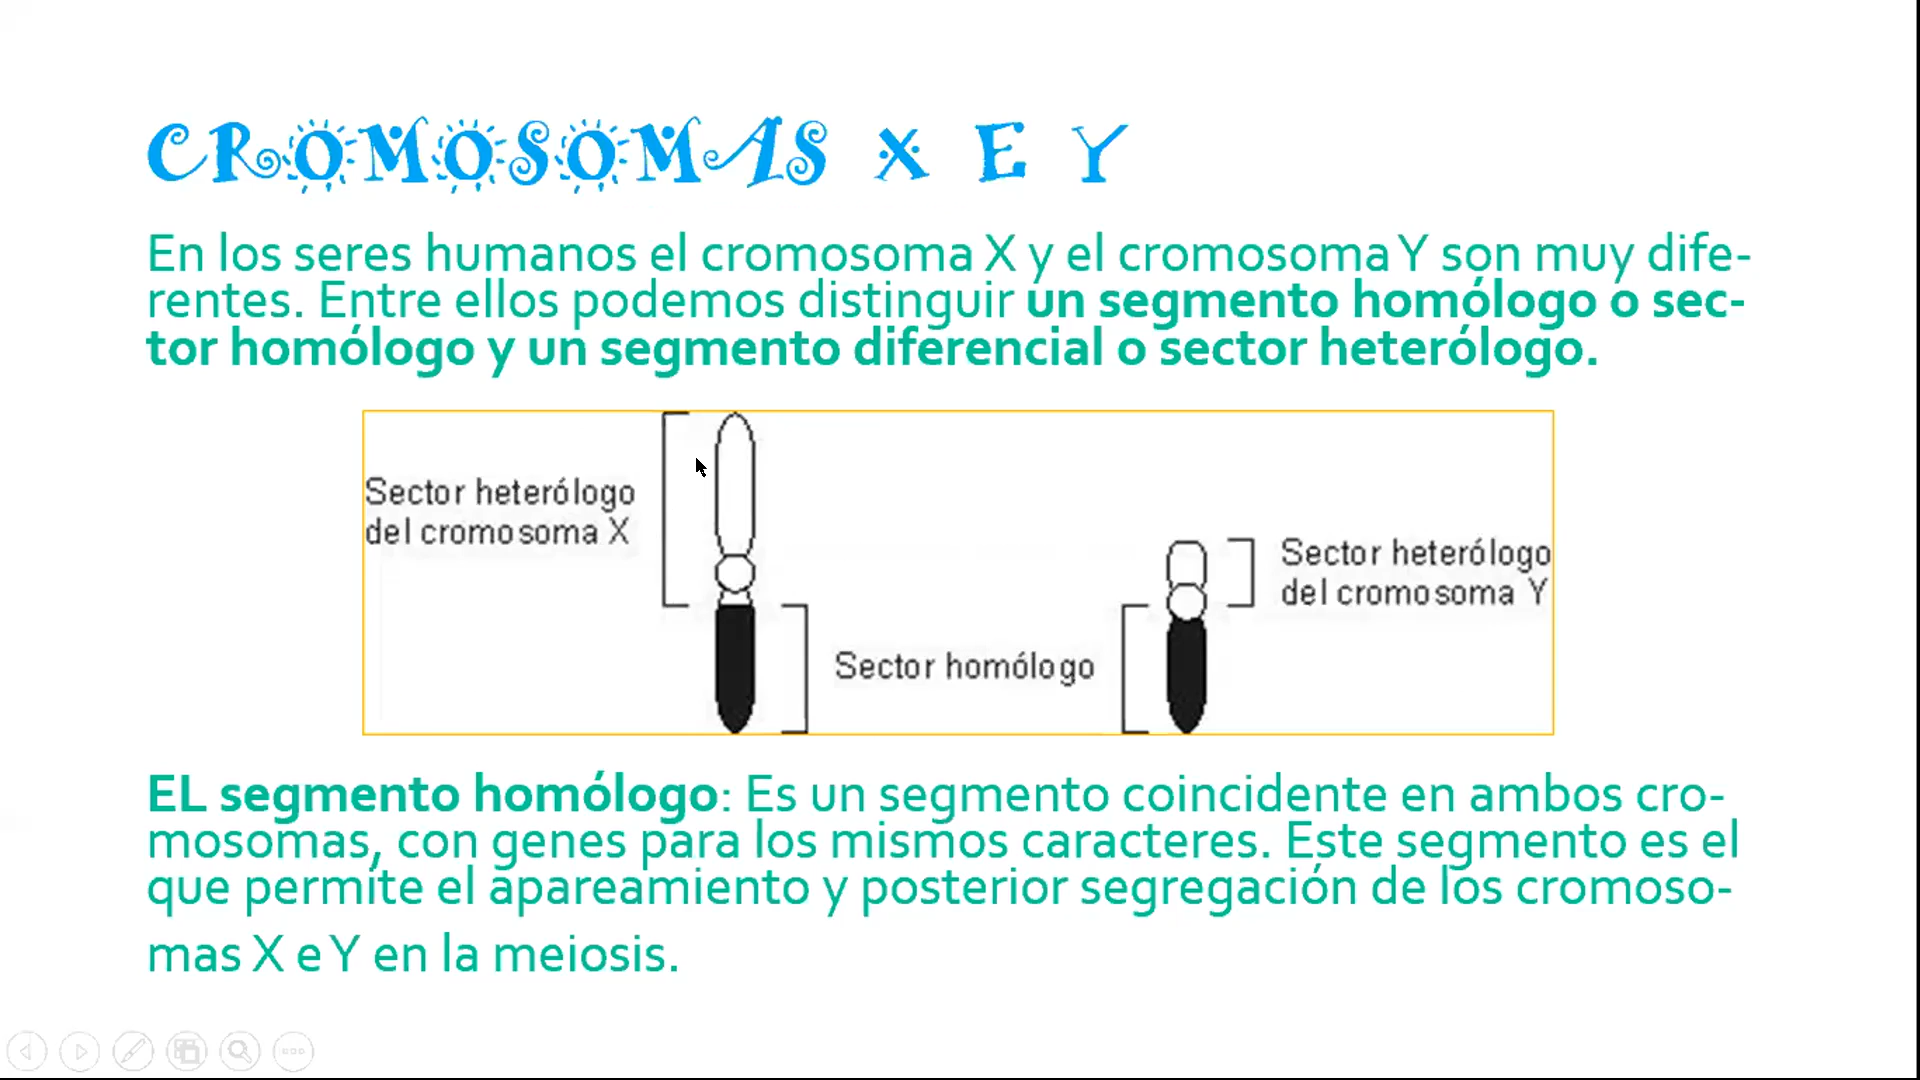 CROMOSOMAS X E Y
En los seres humanos el cromosoma X y el cromosoma Y son muy dife-
rentes. Entre ellos podemos distinguir un segmento homólogo o sec-
tor homólogo y un segmento diferencial o sector heterólogo.
Sector heterólogo
del cromosoma X
Sector heterólogo
del cromosoma Y
Sector homólogo
EL segmento homólogo: Es un segmento coincidente en ambos cro-
mosomas, con genes para los mismos caracteres. Este segmento es el
que permite el apareamiento y posterior segregación de los cromoso-
mas X e Y en la meiosis.